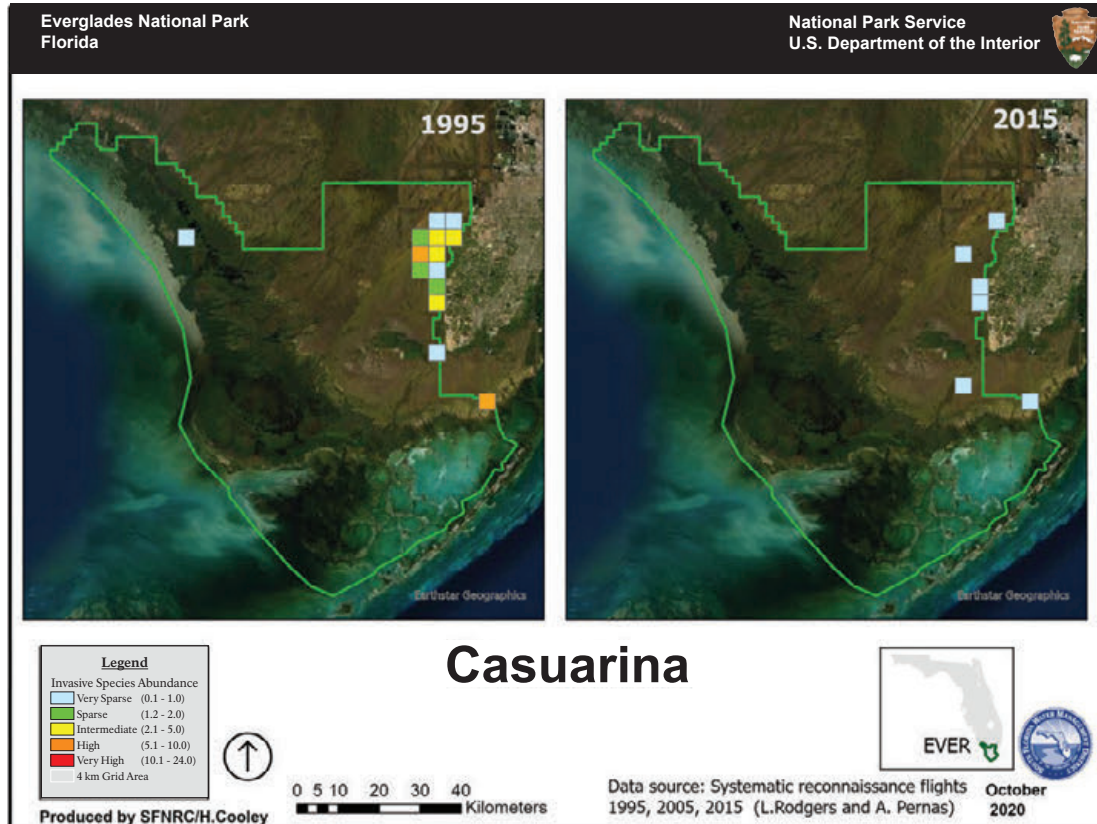 Everglades National Park
Florida
National Park Service
U.S. Department of the Interior
1995
2015
Earthstar Geographics
Earthstar Geographics
Casuarina
Legend
Invasive Species Abundance
Very Sparse (0.1 - 1.0)
Sparse (1.2 - 2.0)
Intermediate (2.1 - 5.0)
High (5.1 - 10.0)
Very High (10.1 - 24.0)
4 km Grid Area
Produced by SFNRC/H.Cooley
0 5 10 20 30 40
Kilometers
EVER
Data source: Systematic reconnaissance flights
1995, 2005, 2015 (L.Rodgers and A. Pernas)
October
2020